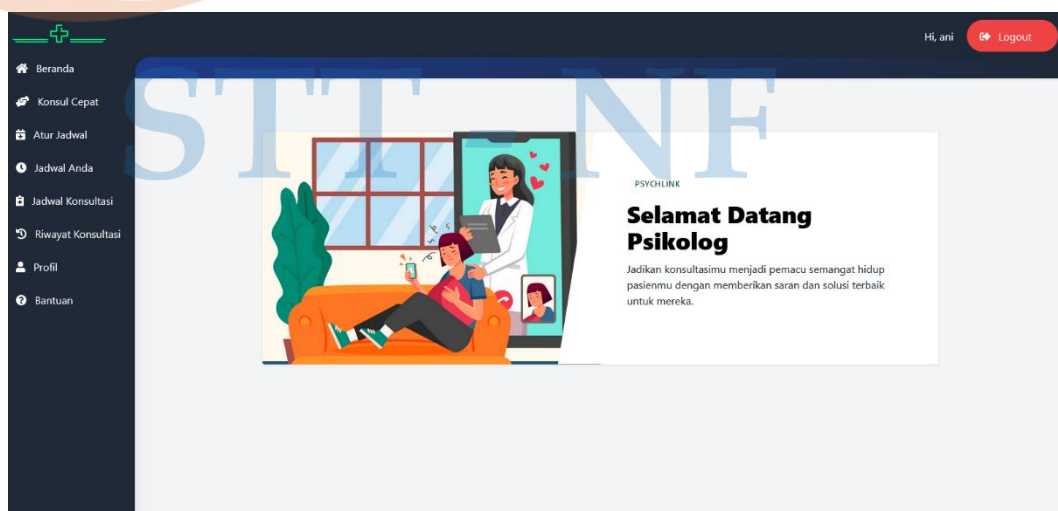 Hi, ani
Logout
Beranda
Konsul Cepat
Atur Jadwal
Jadwal Anda
Jadwal Konsultasi
Riwayat Konsultasi
Profil
Bantuan
STT - NF
PSYCHLINK
Selamat Datang
Psikolog
Jadikan konsultasimu menjadi pemacu semangat hidup
pasienmu dengan memberikan saran dan solusi terbaik
untuk mereka.